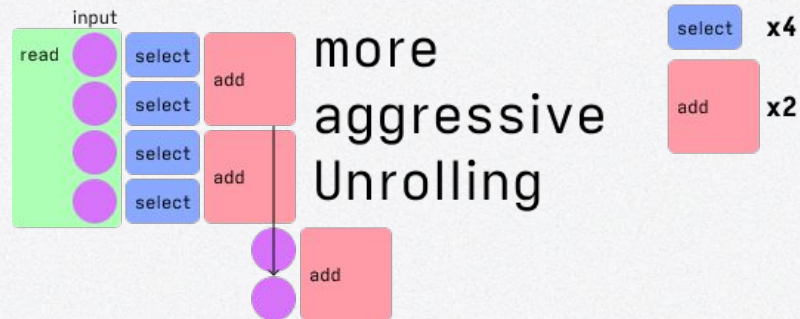 input
read
select
select
select
select
add
add
add
more
aggressive
Unrolling
select
x4
add
x2